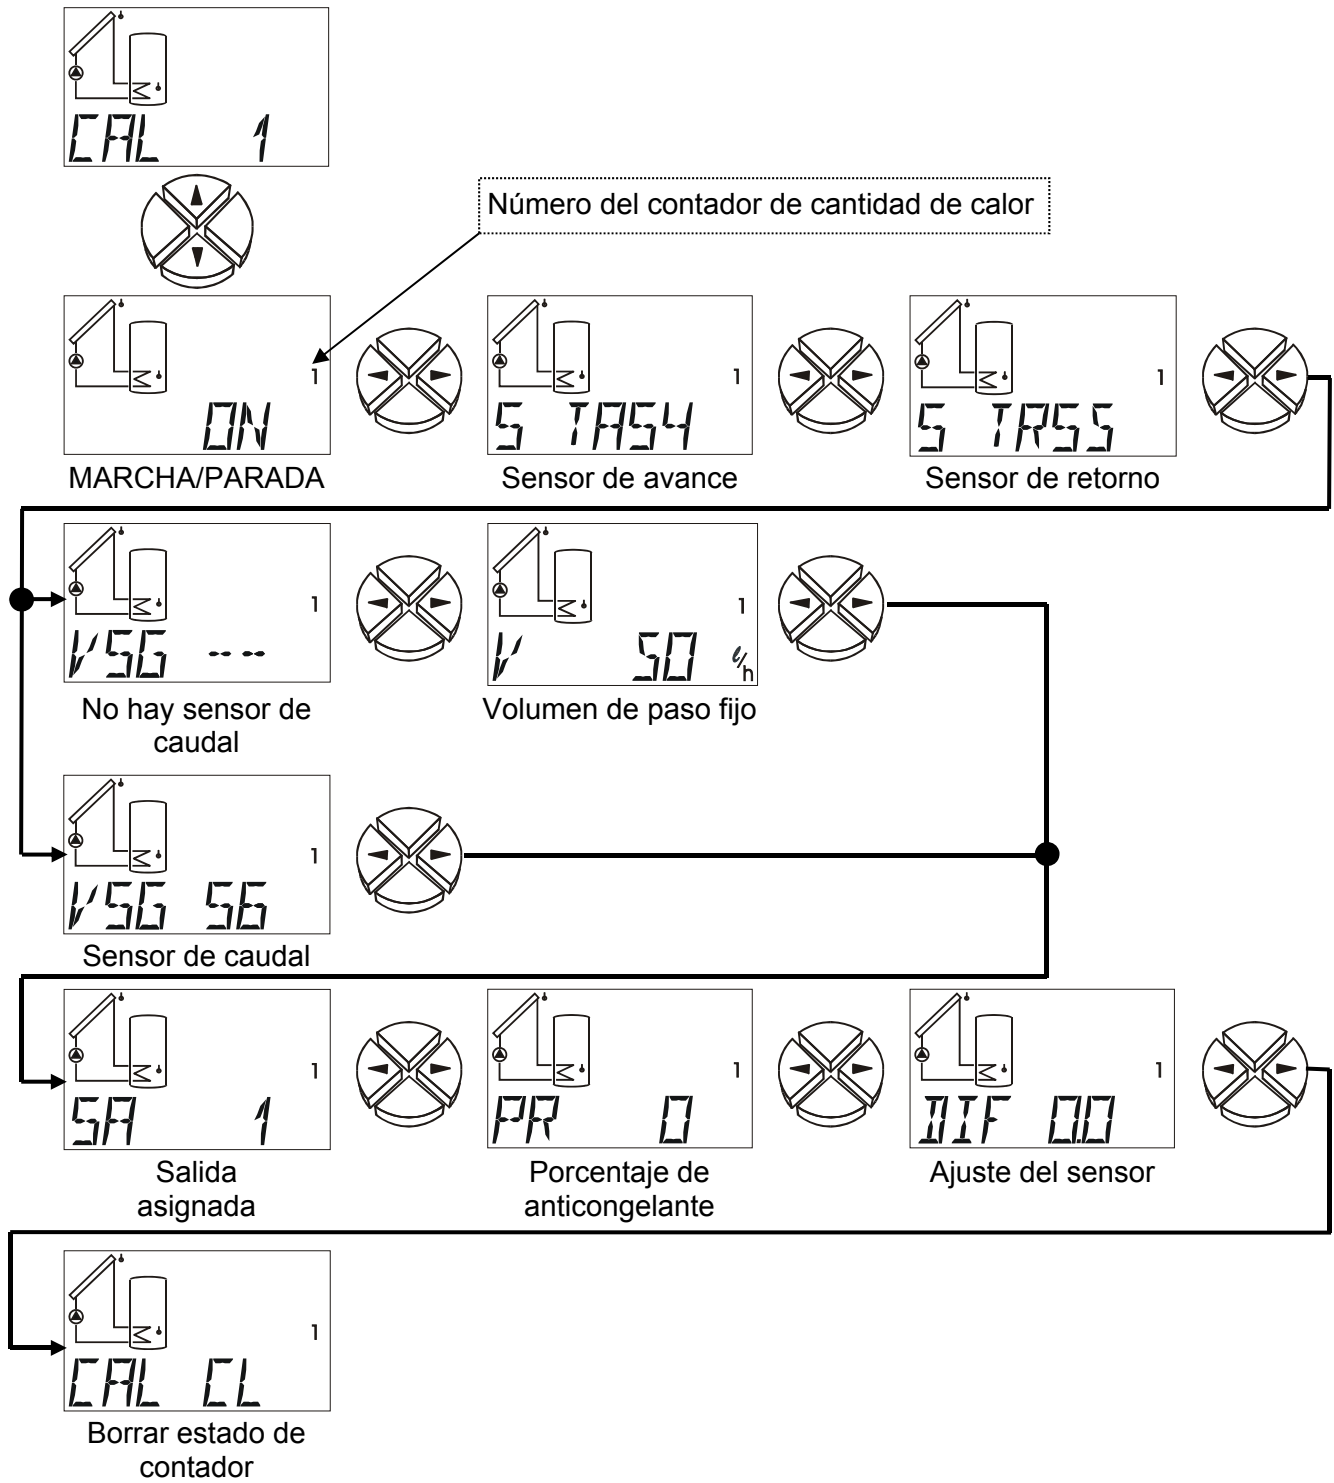 CAL 1
Número del contador de cantidad de calor
1
ON
MARCHA/PARADA
1
S TAS4
Sensor de avance
1
S TRS5
Sensor de retorno
1
VSG --
No hay sensor de
caudal
1
V 50 l/h
Volumen de paso fijo
1
VSG S6
Sensor de caudal
1
SA 1
Salida
asignada
1
PR 0
Porcentaje de
anticongelante
1
DIF 0.0
Ajuste del sensor
1
CAL CL
Borrar estado de
contador